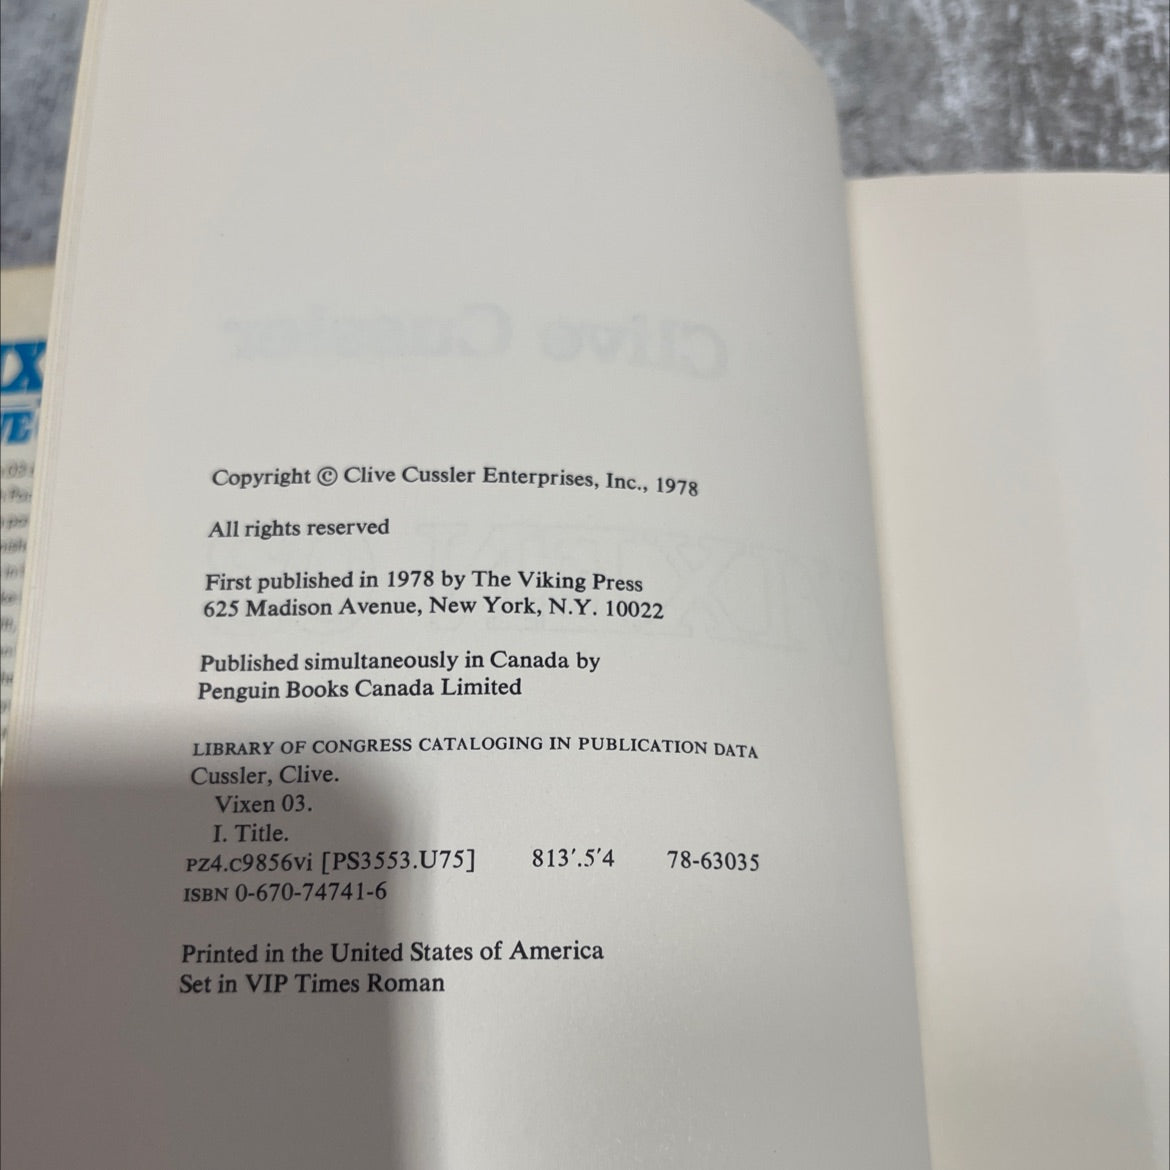 Copyright © Clive Cussler Enterprises, Inc., 1978
All rights reserved
First published in 1978 by The Viking Press
625 Madison Avenue, New York, N.Y. 10022
Published simultaneously in Canada by
Penguin Books Canada Limited
LIBRARY OF CONGRESS CATALOGING IN PUBLICATION DATA
Cussler, Clive.
Vixen 03.
I. Title.
PZ4.C9856Vi [PS3553.U75] 813'.5'4 78-63035
ISBN 0-670-74741-6
Printed in the United States of America
Set in VIP Times Roman